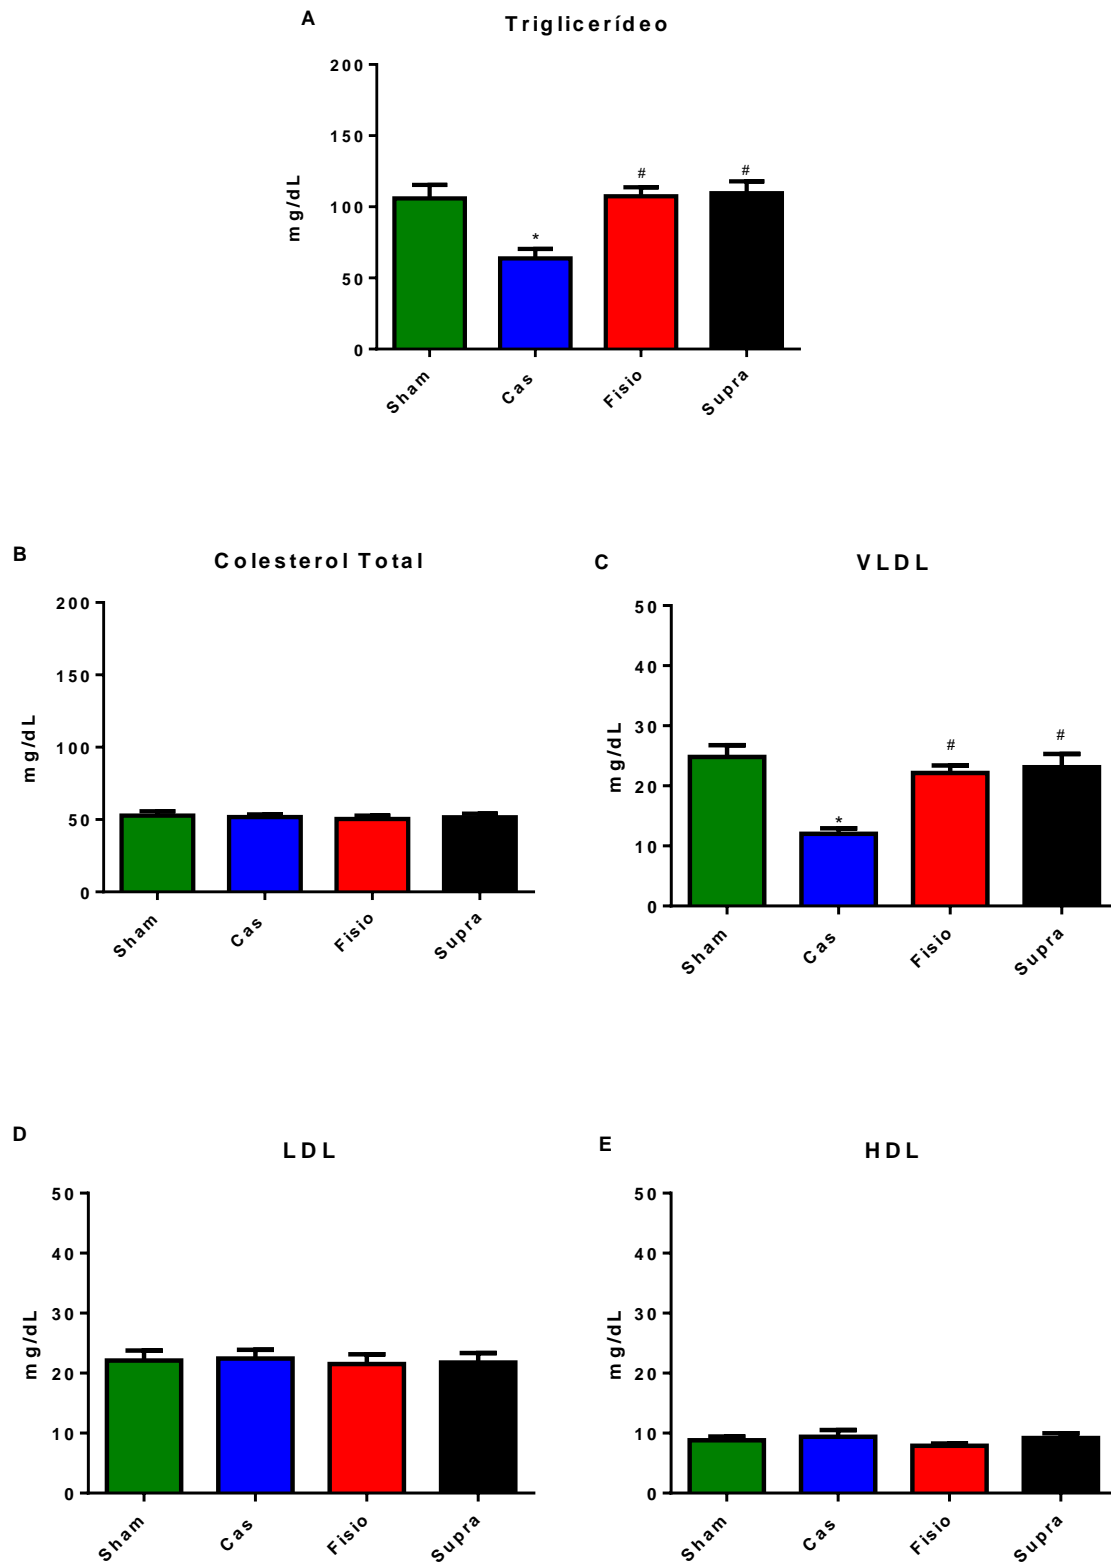 A
Triglicerídeo
200
150
100
50
0
mg/dL
*
#
#
Sham
Cas
Fisio
Supra
B
Colesterol Total
200
150
100
50
0
mg/dL
Sham
Cas
Fisio
Supra
C
VLDL
50
40
30
20
10
0
mg/dL
*
#
#
Sham
Cas
Fisio
Supra
D
LDL
50
40
30
20
10
0
mg/dL
Sham
Cas
Fisio
Supra
E
HDL
50
40
30
20
10
0
mg/dL
Sham
Cas
Fisio
Supra